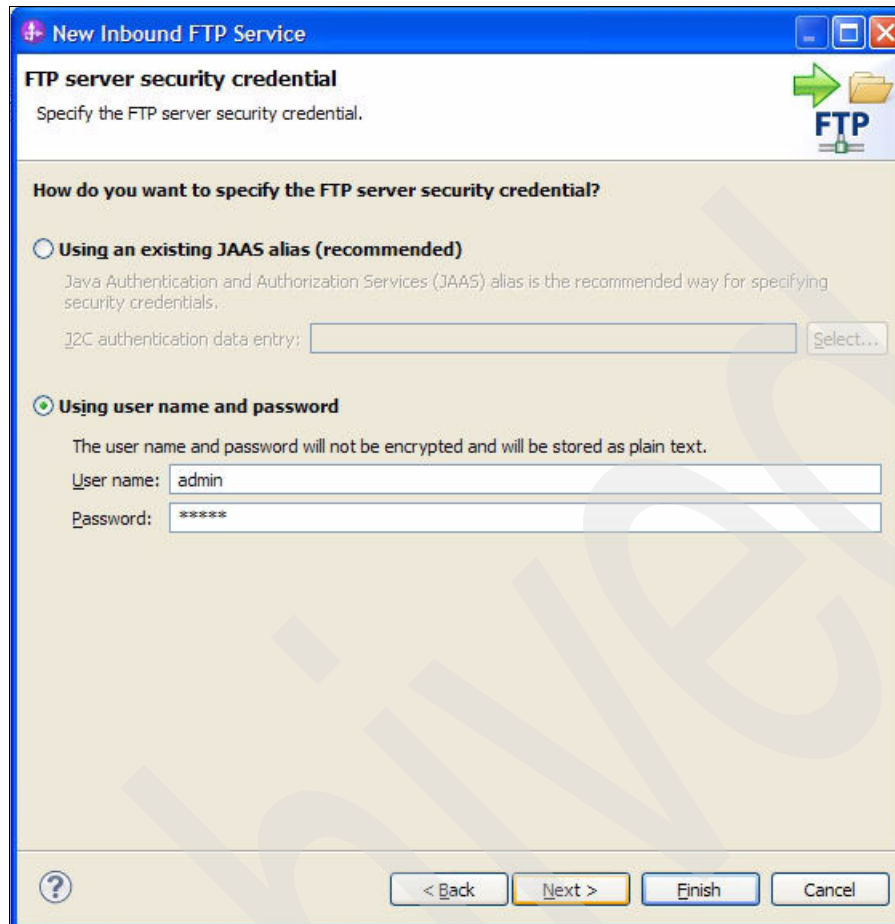 New Inbound FTP Service
FTP server security credential
Specify the FTP server security credential.
FTP
How do you want to specify the FTP server security credential?
Using an existing JAAS alias (recommended)
Java Authentication and Authorization Services (JAAS) alias is the recommended way for specifying
security credentials.
J2C authentication data entry:
Select...
Using user name and password
The user name and password will not be encrypted and will be stored as plain text.
User name: admin
Password: *****
? < Back Next > Finish Cancel